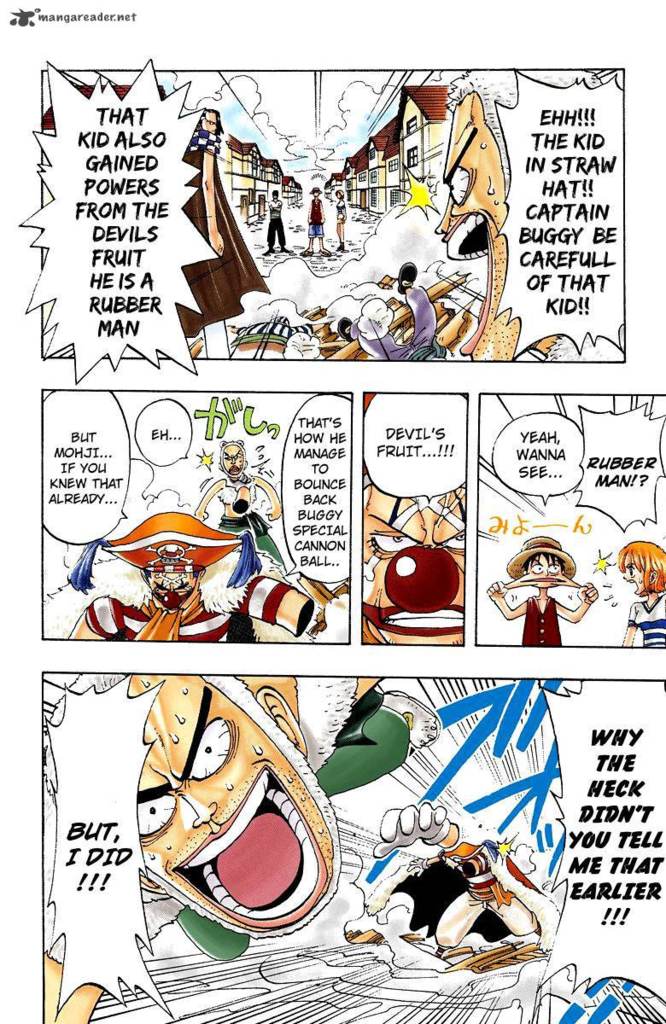 mangareader.net
EHH!!!
THE KID
IN STRAW
HAT!!
CAPTAIN
BUGGY BE
CAREFULL
OF THAT
KID!!
THAT
KID ALSO
GAINED
POWERS
FROM THE
DEVILS
FRUIT
HE IS A
RUBBER
MAN
RUBBER
MAN!?
YEAH,
WANNA
SEE...
みよーん
DEVIL'S
FRUIT...!!!
THAT'S
HOW HE
MANAGE
TO
BOUNCE
BACK
BUGGY
SPECIAL
CANNON
BALL...
がしっ
EH...
BUT
MOHJI...
IF YOU
KNEW THAT
ALREADY...
WHY
THE
HECK
DIDN'T
YOU TELL
ME THAT
EARLIER
!!!
BUT,
I DID
!!!